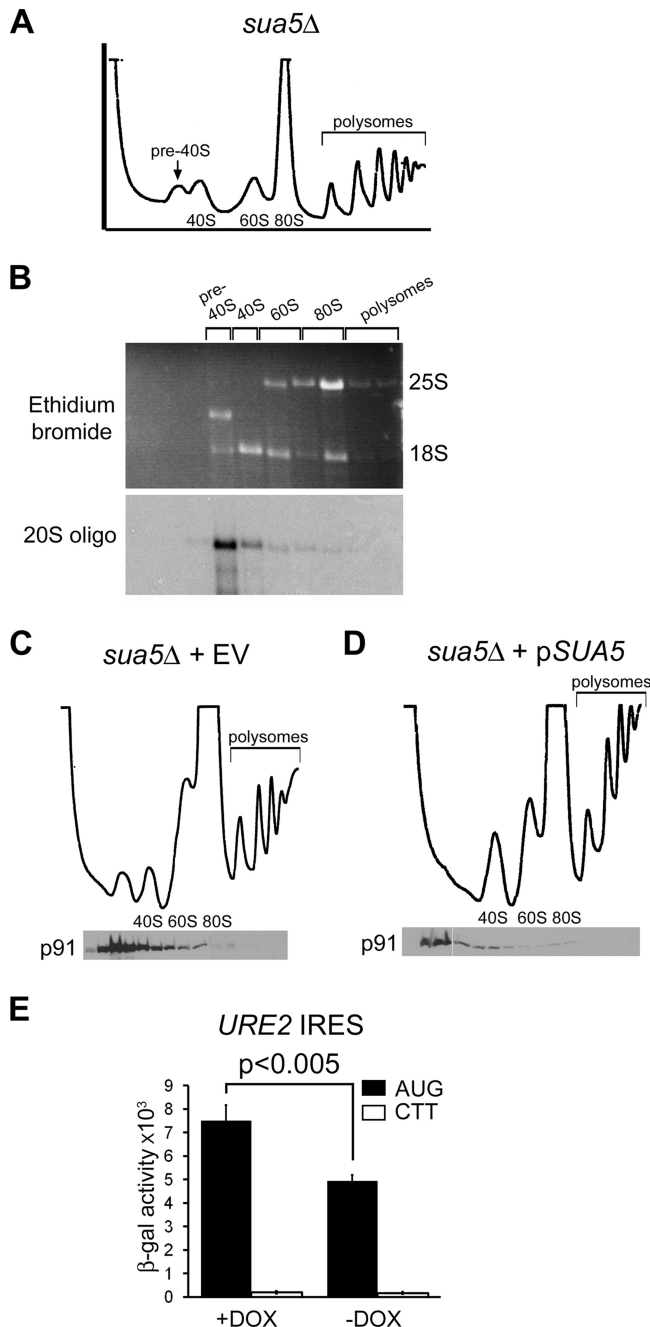 A
sua5Δ
polysomes
pre-40S
40S 60S 80S
B
pre-
40S 40S 60S 80S polysomes
Ethidium
bromide
25S
18S
20S oligo
C
sua5Δ + EV
polysomes
40S 60S 80S
p91
D
sua5Δ + pSUA5
polysomes
40S 60S 80S
p91
E
URE2 IRES
p<0.005
AUG
CTT
β-gal activity x10³
9
8
7
6
5
4
3
2
1
0
+DOX -DOX